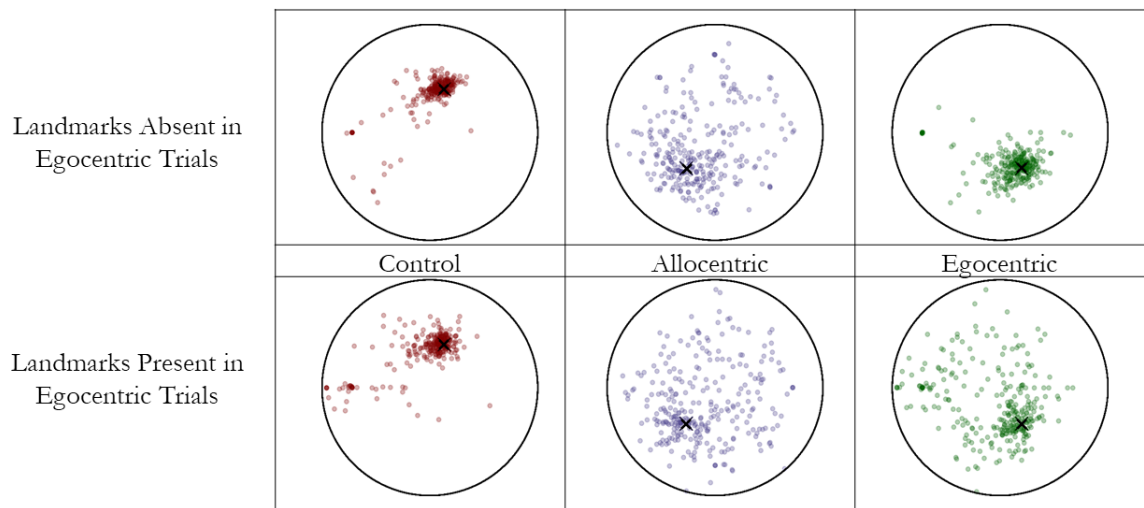 Landmarks Absent in
Egocentric Trials
Control
Allocentric
Egocentric
Landmarks Present in
Egocentric Trials